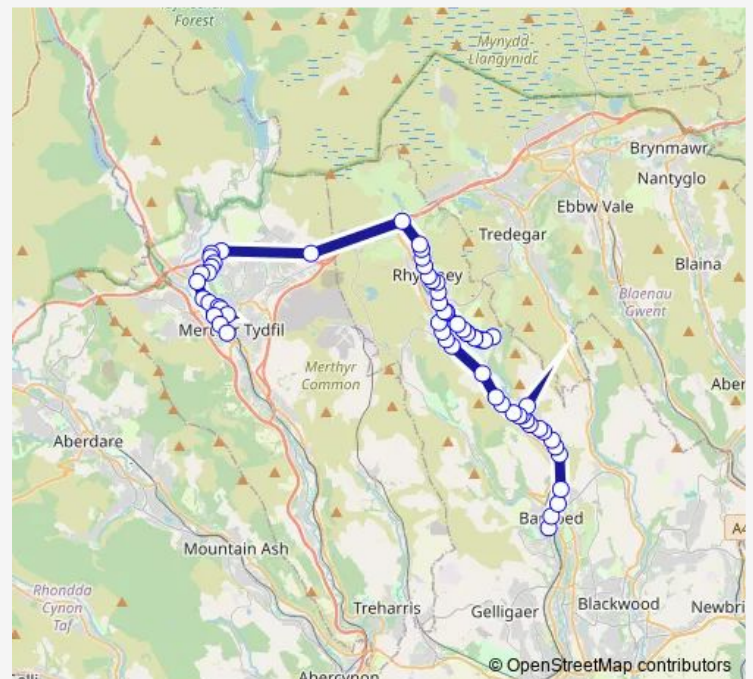 Forest
Mynydd
Llangynidr
Brynmawr
Nantyglo
Ebbw Vale
Tredegar
Blaina
Blaenau
Gwent
Merthyr
Common
Aberdare
Mountain Ash
Rhondda
Cynon
Taf
Treharris
Gelligaer
Blackwood
Newbri
Abercynon
© OpenStreetMap contributors